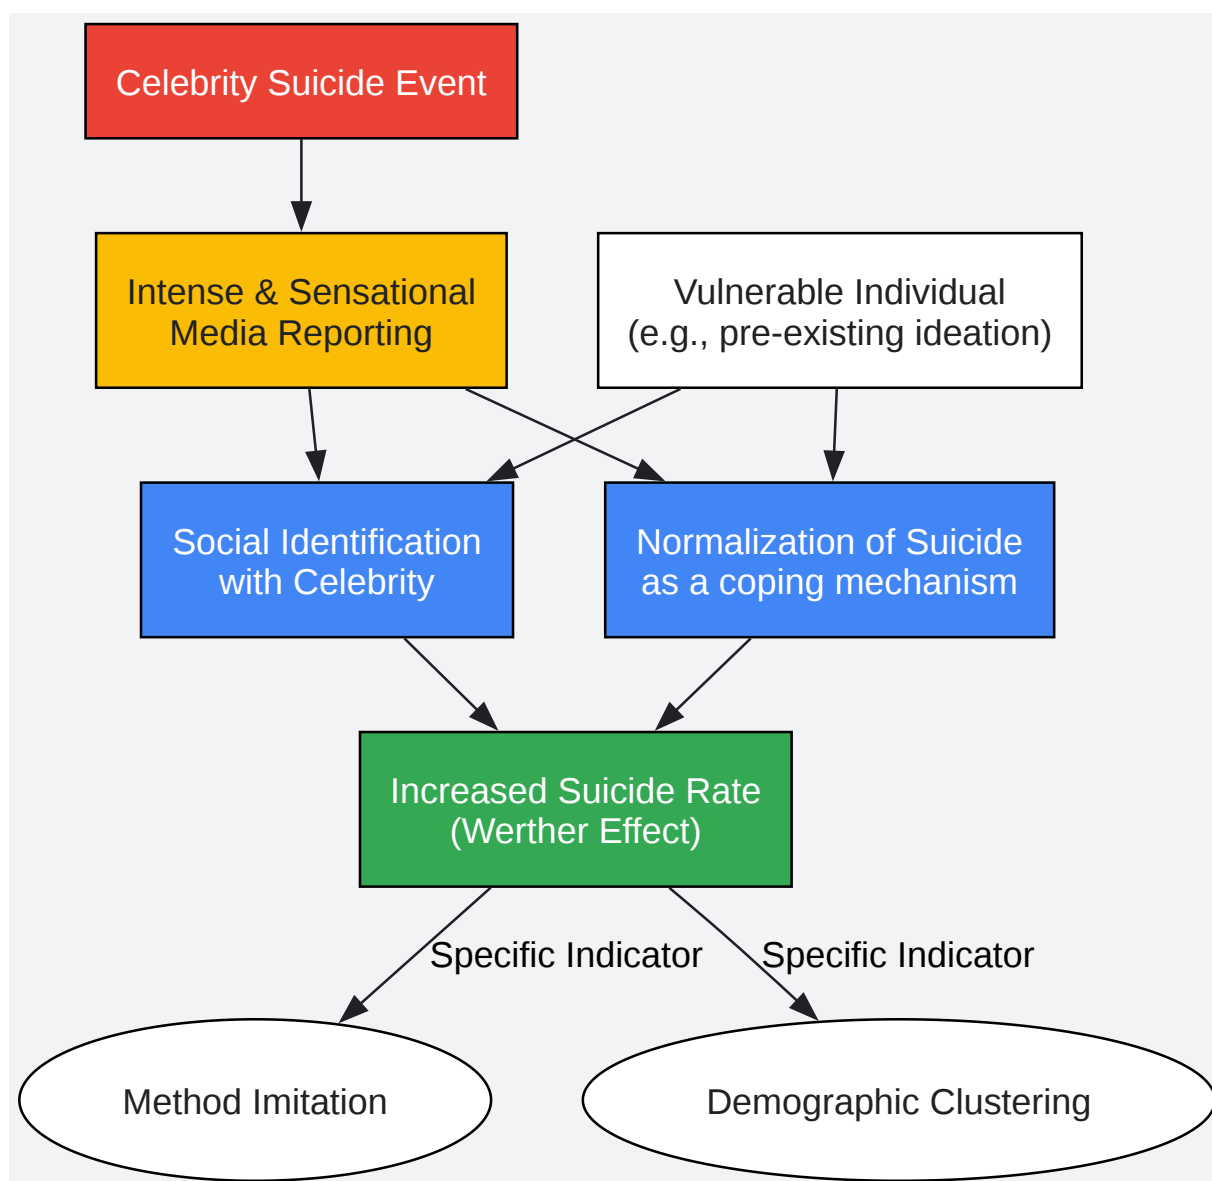 Celebrity Suicide Event
Intense & Sensational
Media Reporting
Vulnerable Individual
(e.g., pre-existing ideation)
Social Identification
with Celebrity
Normalization of Suicide
as a coping mechanism
Increased Suicide Rate
(Werther Effect)
Specific Indicator
Specific Indicator
Method Imitation
Demographic Clustering